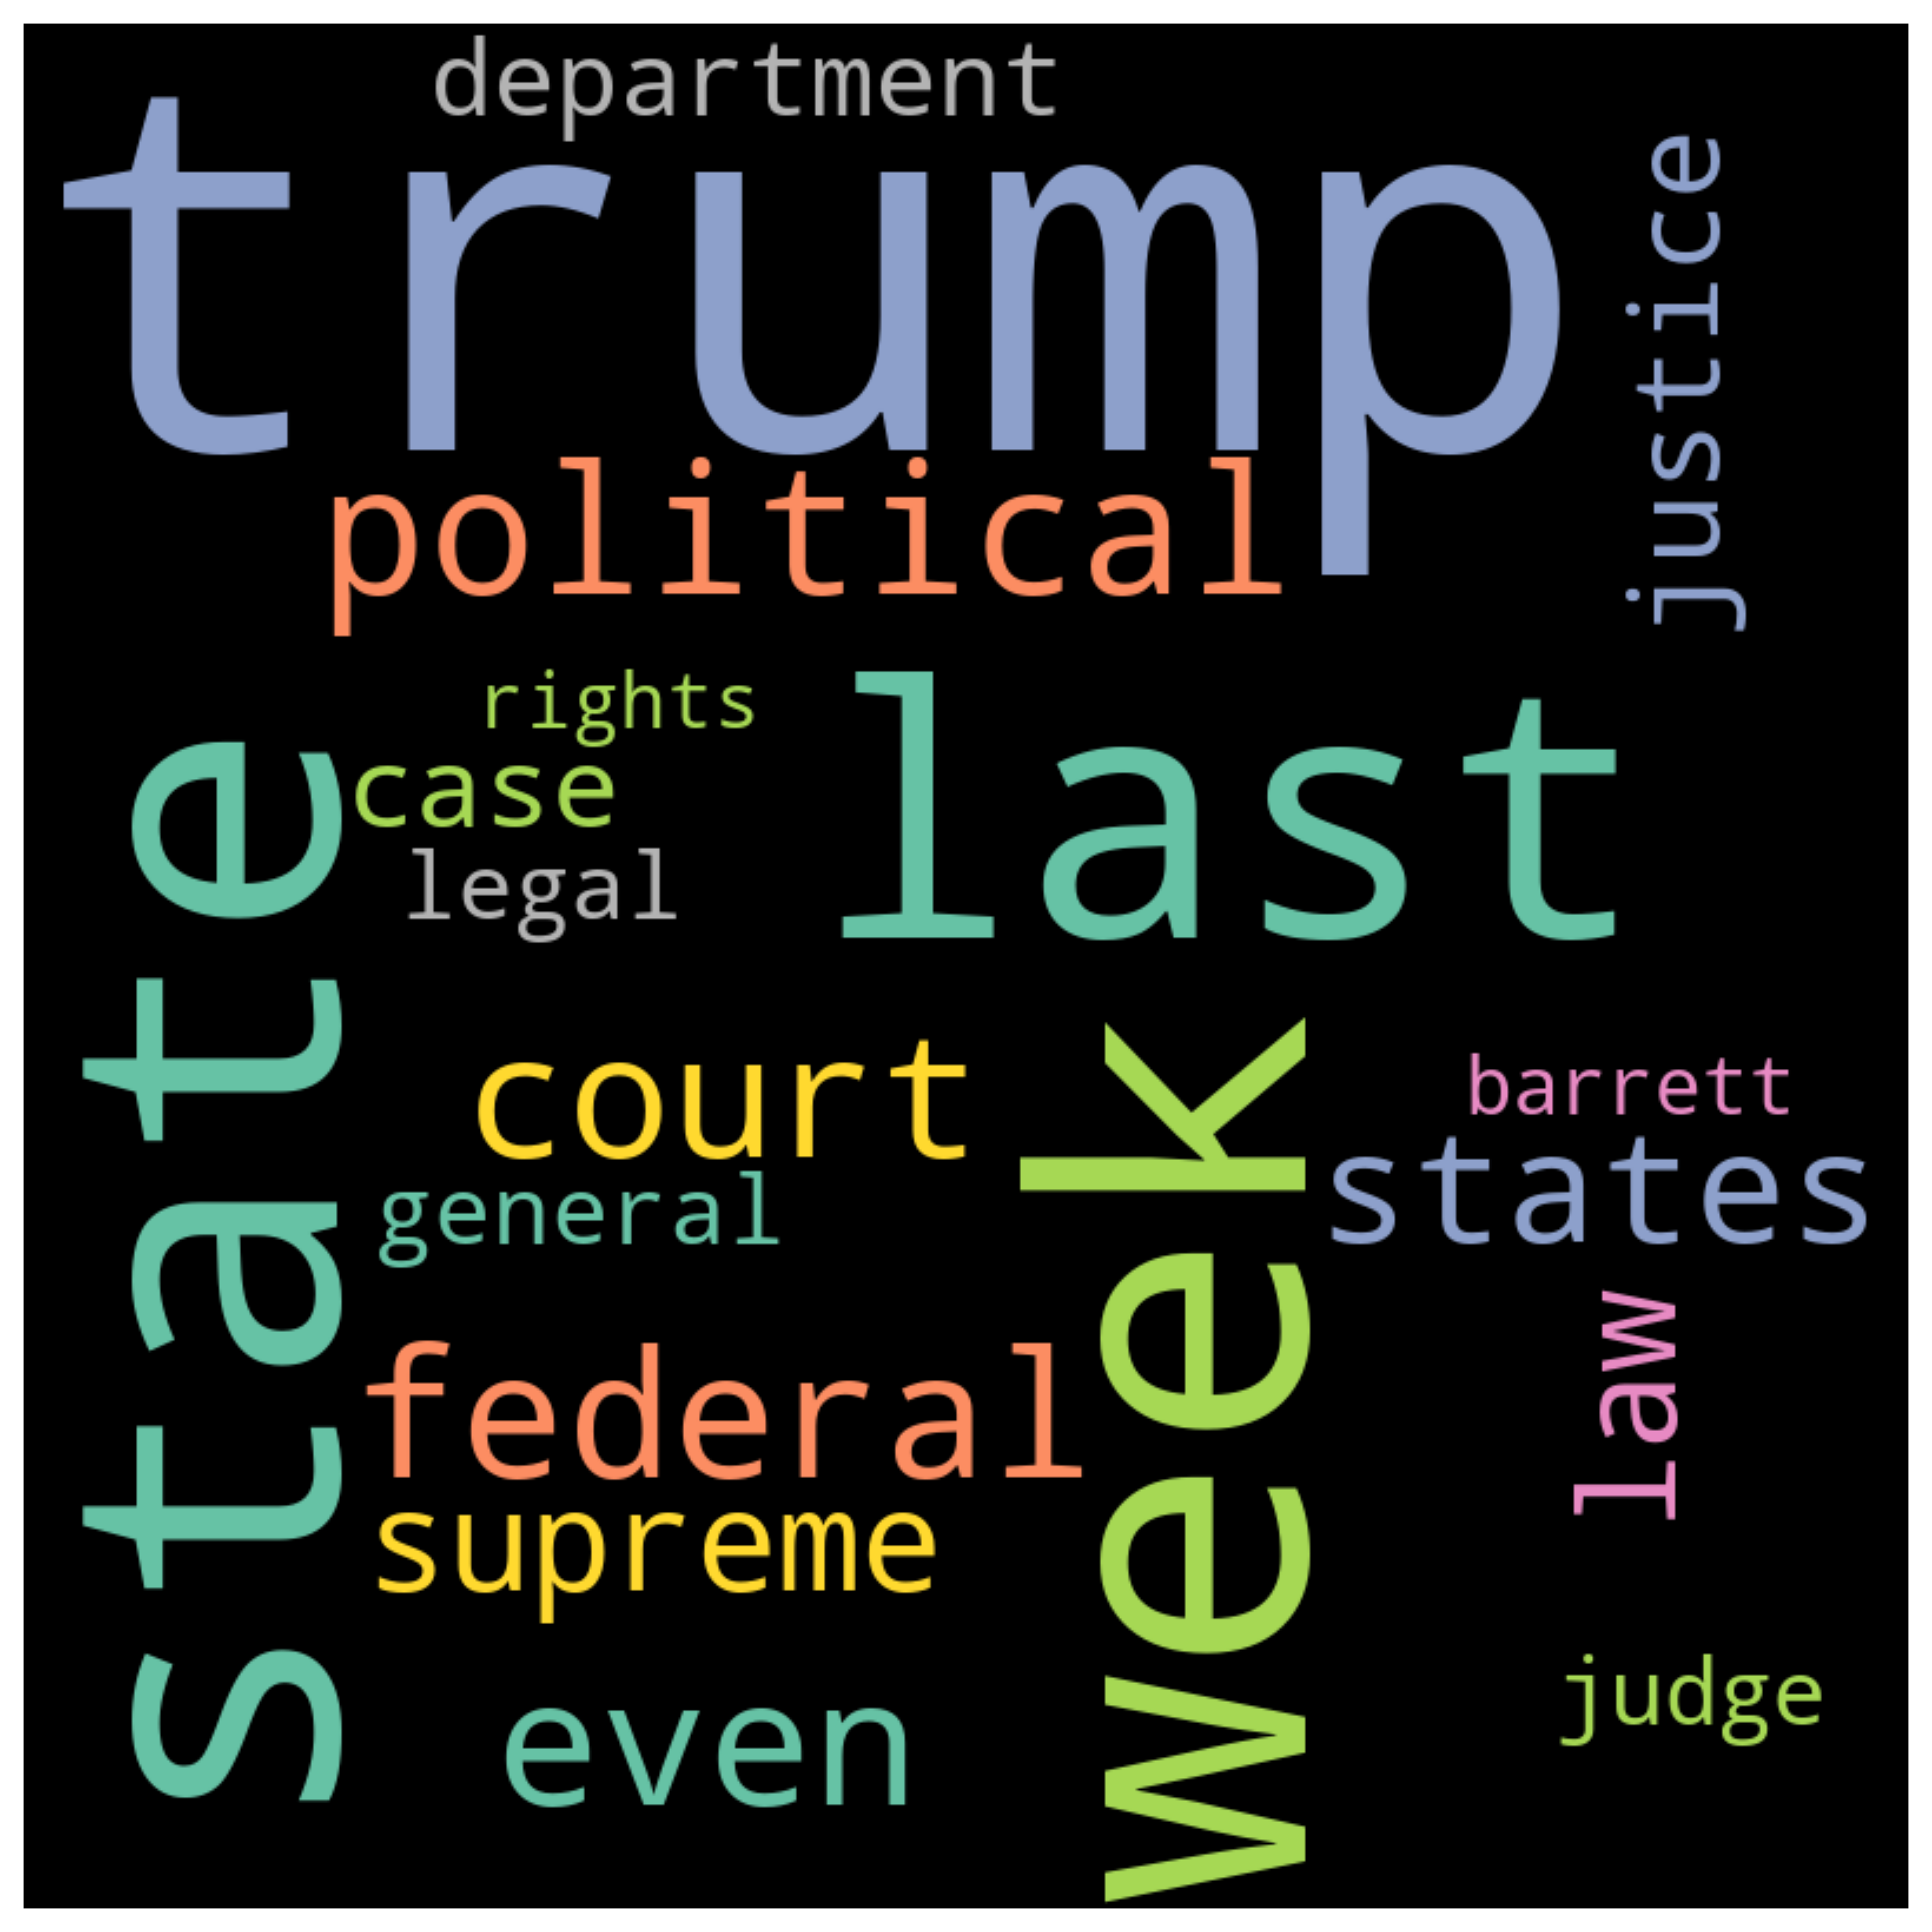 department
trump
justice
political
rights
last
state
case
legal
court
week
barrett
states
general
law
federal
supreme
judge
even